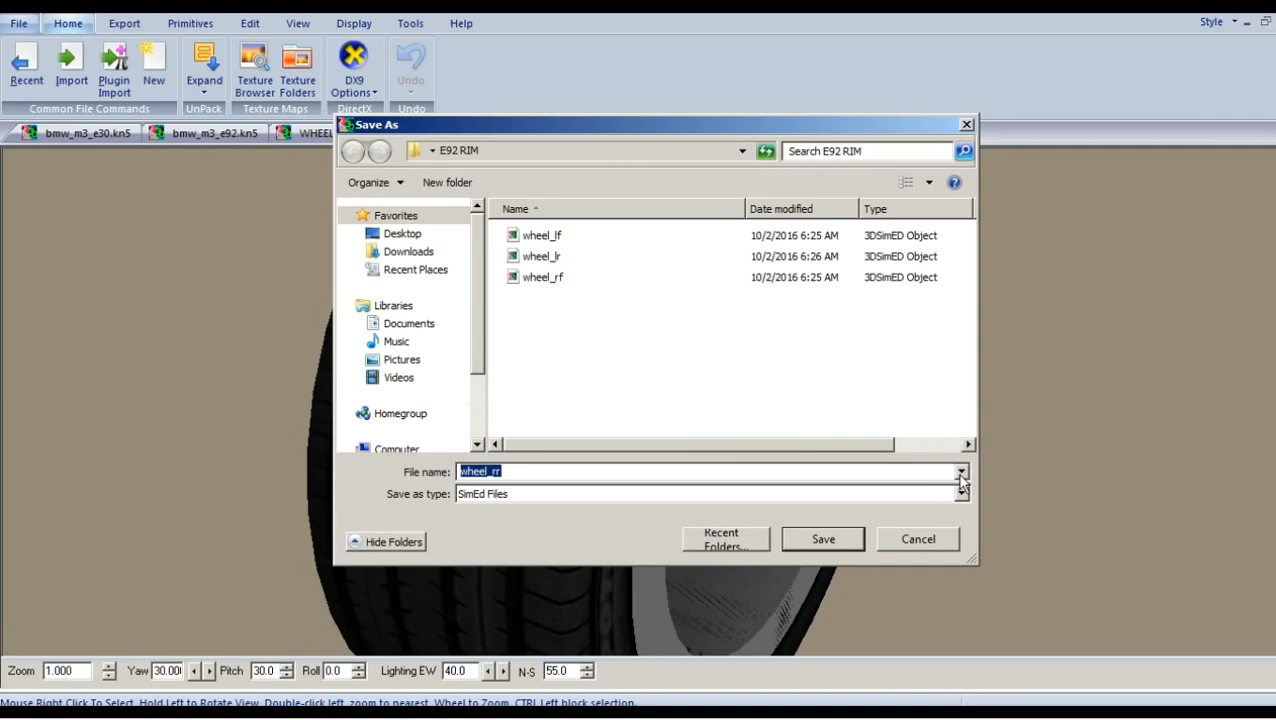 File Home Export Primitives Edit View Display Tools Help Style
Recent Import Plugin Import New Expand Texture Browser Texture Folders DX9 Options Undo
Common File Commands UnPack Texture Maps DirectX Undo
bmw_m3_e30.kn5 bmw_m3_e92.kn5 WHEEL
Save As
E92 RIM Search E92 RIM
Organize New folder
Name Date modified Type
Favorites
Desktop
Downloads
Recent Places
Libraries
Documents
Music
Pictures
Videos
Homegroup
Computer
wheel_lf 10/2/2016 6:25 AM 3DSimED Object
wheel_lr 10/2/2016 6:26 AM 3DSimED Object
wheel_rf 10/2/2016 6:25 AM 3DSimED Object
File name: wheel_rr
Save as type: SimEd Files
Hide Folders Recent Folders... Save Cancel
Zoom 1.000 Yaw 30.00 Pitch 30.0 Roll 0.0 Lighting EW 40.0 N-S 55.0
Mouse Right Click To Select, Hold Left to Rotate View, Double-click left zoom to nearest, Wheel to Zoom, CTRL Left block selection.